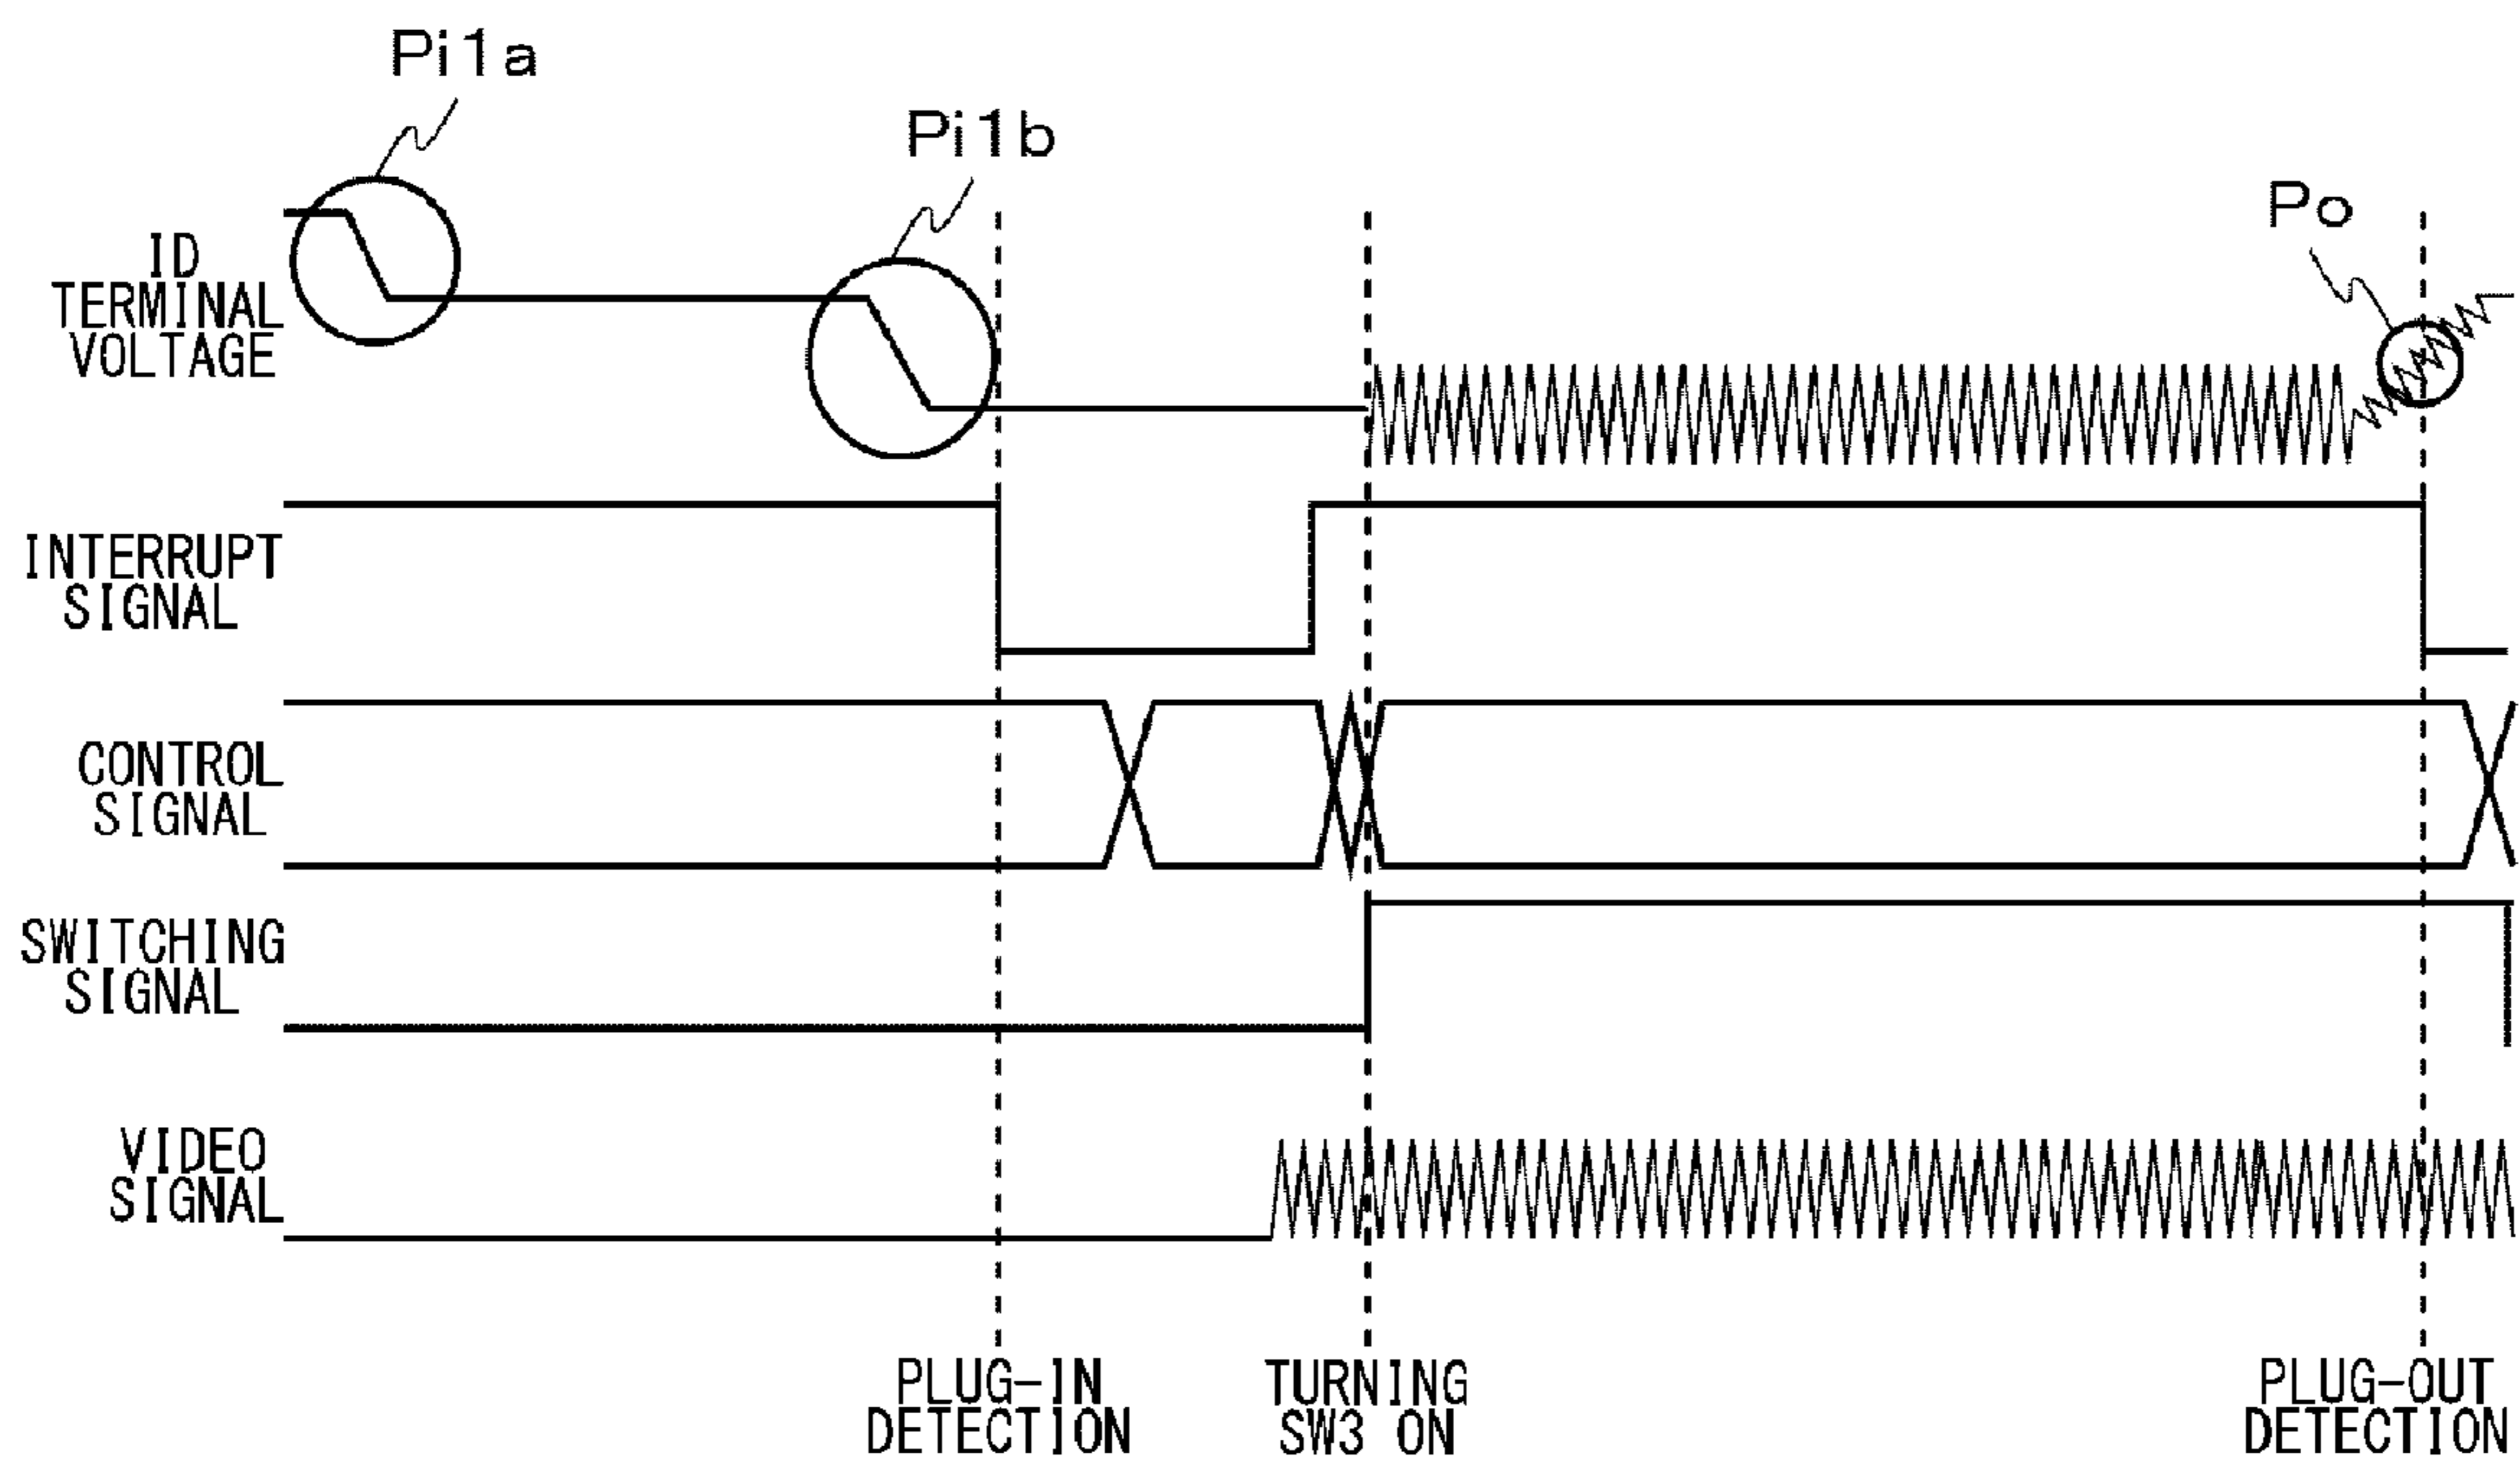 Pi1a
Pi1b
Po
ID
TERMINAL
VOLTAGE
INTERRUPT
SIGNAL
CONTROL
SIGNAL
SWITCHING
SIGNAL
VIDEO
SIGNAL
PLUG-IN
DETECTION
TURNING
SW3 ON
PLUG-OUT
DETECTION